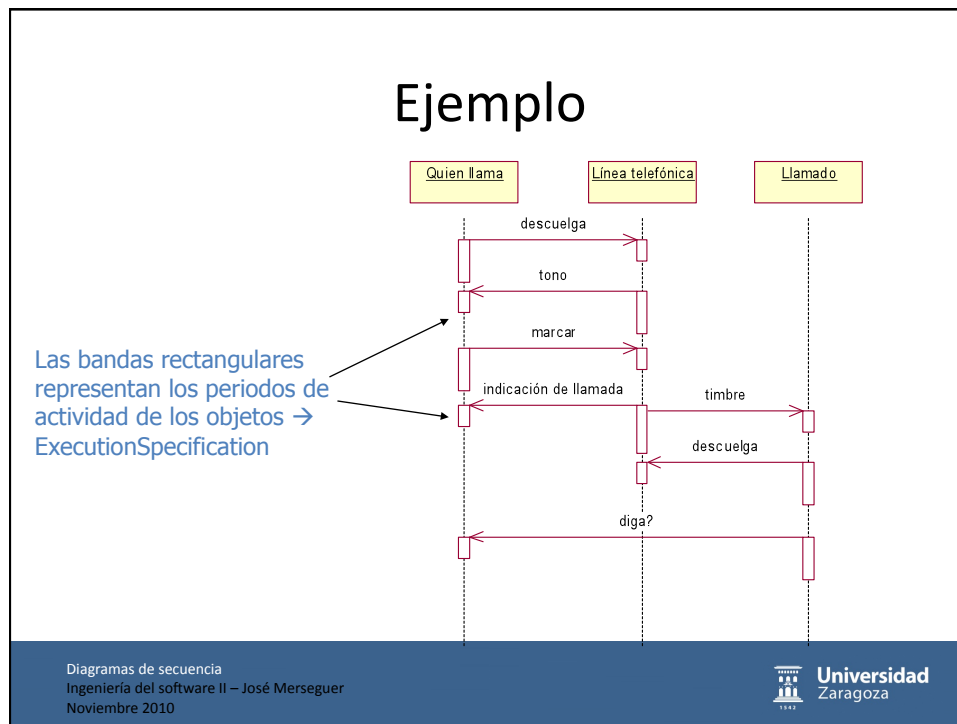 Ejemplo
Quien llama
Línea telefónica
Llamado
descuelga
tono
marcar
indicación de llamada
timbre
descuelga
diga?
Las bandas rectangulares
representan los periodos de
actividad de los objetos →
ExecutionSpecification
Diagramas de secuencia
Ingeniería del software II – José Merseguer
Noviembre 2010
Universidad
Zaragoza
1542